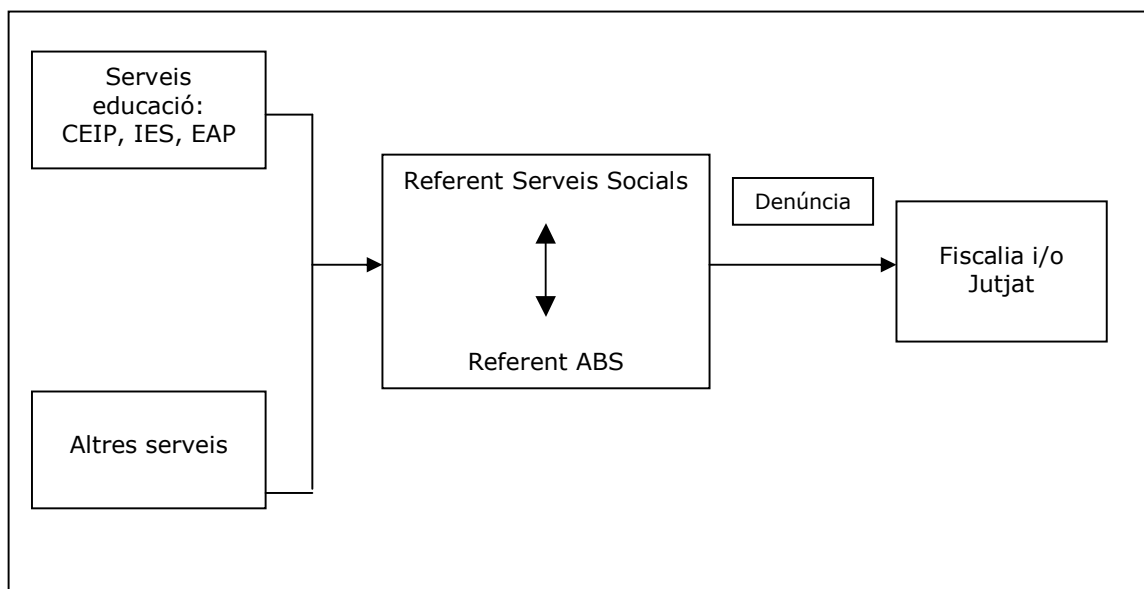 Serveis
educació:
CEIP, IES, EAP
Referent Serveis Socials
Denúncia
Fiscalia i/o
Jutjat
Referent ABS
Altres serveis